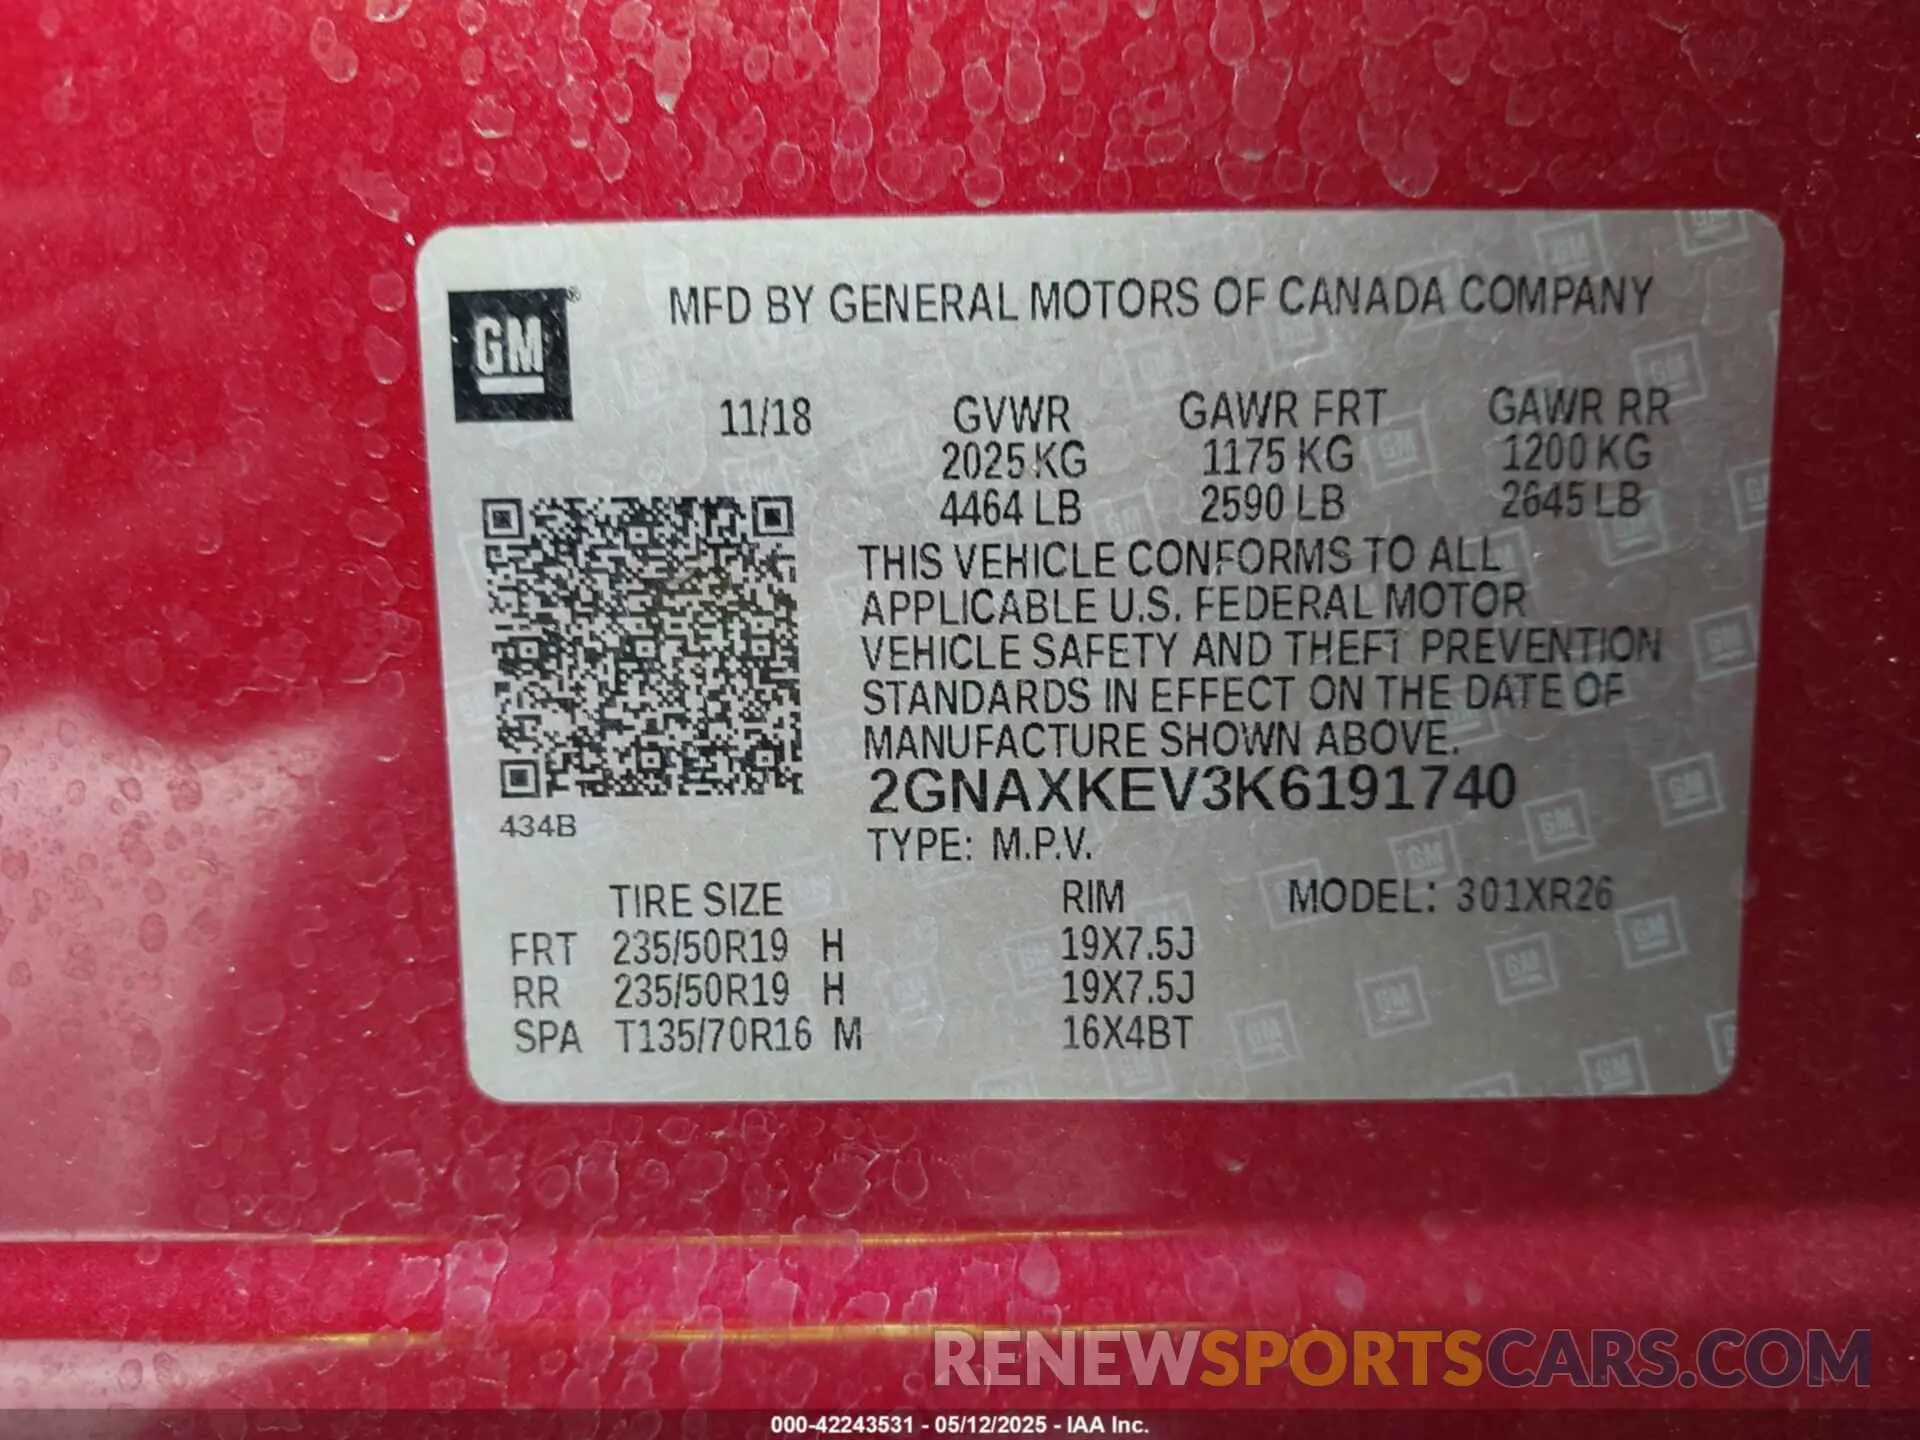 GM®
MFD BY GENERAL MOTORS OF CANADA COMPANY
11/18 GVWR GAWR FRT GAWR RR
2025 KG 1175 KG 1200 KG
4464 LB 2590 LB 2645 LB
THIS VEHICLE CONFORMS TO ALL
APPLICABLE U.S. FEDERAL MOTOR
VEHICLE SAFETY AND THEFT PREVENTION
STANDARDS IN EFFECT ON THE DATE OF
MANUFACTURE SHOWN ABOVE.
2GNAXKEV3K6191740
434B
TYPE: M.P.V.
TIRE SIZE RIM MODEL: 301XR26
FRT 235/50R19 H 19X7.5J
RR 235/50R19 H 19X7.5J
SPA T135/70R16 M 16X4BT
RENEWSPORTSCARS.COM
000-42243531 - 05/12/2025 - IAA Inc.